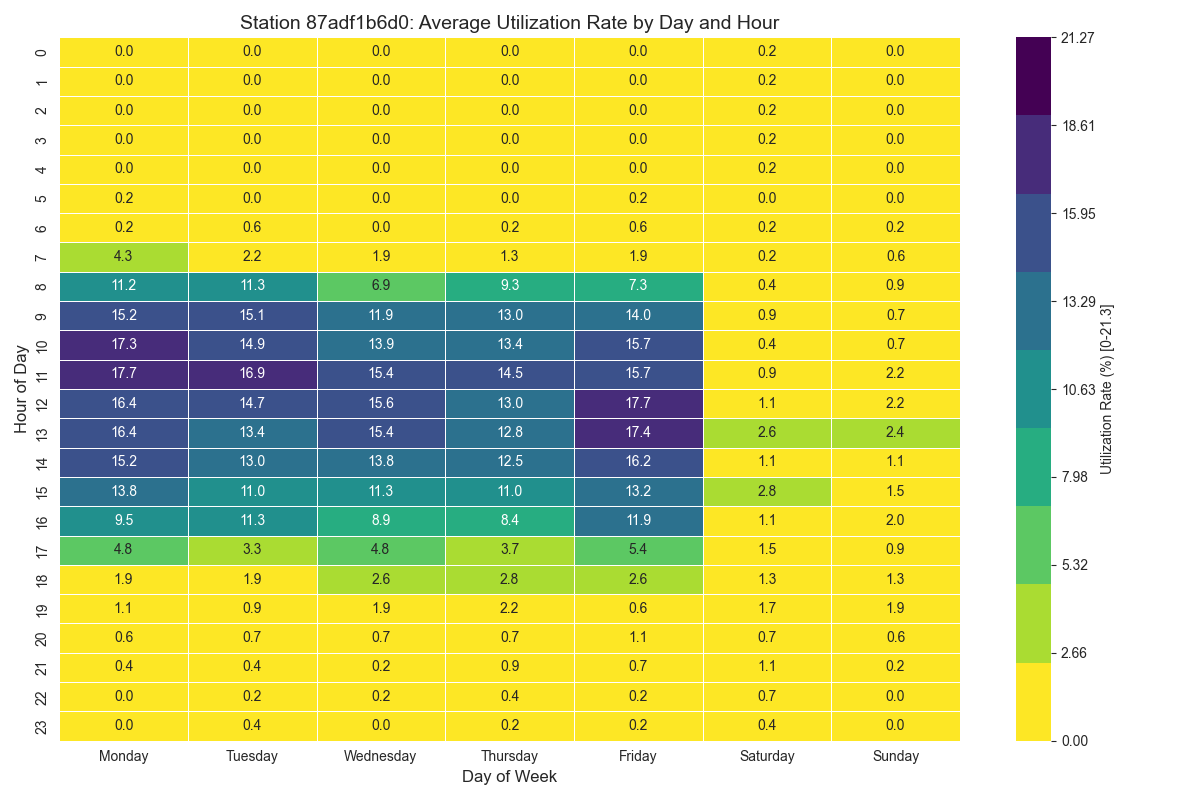 Station 87adf1b6d0: Average Utilization Rate by Day and Hour
0 0.0 0.0 0.0 0.0 0.0 0.2 0.0
1 0.0 0.0 0.0 0.0 0.0 0.2 0.0
2 0.0 0.0 0.0 0.0 0.0 0.2 0.0
3 0.0 0.0 0.0 0.0 0.0 0.2 0.0
4 0.0 0.0 0.0 0.0 0.0 0.2 0.0
5 0.2 0.0 0.0 0.0 0.2 0.0 0.0
6 0.2 0.6 0.0 0.2 0.6 0.2 0.2
7 4.3 2.2 1.9 1.3 1.9 0.2 0.6
8 11.2 11.3 6.9 9.3 7.3 0.4 0.9
9 15.2 15.1 11.9 13.0 14.0 0.9 0.7
10 17.3 14.9 13.9 13.4 15.7 0.4 0.7
11 17.7 16.9 15.4 14.5 15.7 0.9 2.2
12 16.4 14.7 15.6 13.0 17.7 1.1 2.2
13 16.4 13.4 15.4 12.8 17.4 2.6 2.4
14 15.2 13.0 13.8 12.5 16.2 1.1 1.1
15 13.8 11.0 11.3 11.0 13.2 2.8 1.5
16 9.5 11.3 8.9 8.4 11.9 1.1 2.0
17 4.8 3.3 4.8 3.7 5.4 1.5 0.9
18 1.9 1.9 2.6 2.8 2.6 1.3 1.3
19 1.1 0.9 1.9 2.2 0.6 1.7 1.9
20 0.6 0.7 0.7 0.7 1.1 0.7 0.6
21 0.4 0.4 0.2 0.9 0.7 1.1 0.2
22 0.0 0.2 0.2 0.4 0.2 0.7 0.0
23 0.0 0.4 0.0 0.2 0.2 0.4 0.0
Monday Tuesday Wednesday Thursday Friday Saturday Sunday
Day of Week
Hour of Day
21.27
18.61
15.95
13.29
10.63
7.98
5.32
2.66
0.00
Utilization Rate (%) [0-21.3]